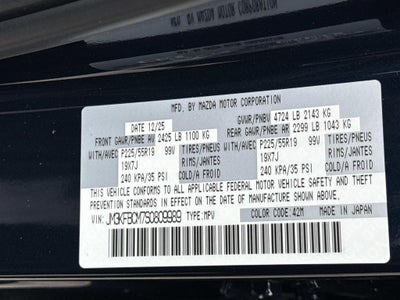 MFD. BY MAZDA MOTOR CORPORATION
DATE 12/25 GVWR/PNBV 4724 LB 2143 KG
FRONT GAWR/PNBE AV 2425 LB 1100 KG REAR GAWR/PNBE AR 2299 LB 1043 KG
WITH/AVEC P225/55R19 99V TIRES/PNEUS WITH/AVEC P225/55R19 99V TIRES/PNEUS
19X7J RIMS/JANTES 19X7J RIMS/JANTES
240 KPA/35 PSI COLD/A FROID 240 KPA/35 PSI COLD/A FROID
THIS VEHICLE CONFORMS TO ALL APPLICABLE FEDERAL MOTOR VEHICLE SAFETY AND THEFT
PREVENTION STANDARDS IN EFFECT ON THE DATE OF MANUFACTURE SHOWN ABOVE.
VIN: JM3KFBCM7S0809989 TYPE:MPV COLOR CODE:42M MADE IN JAPAN